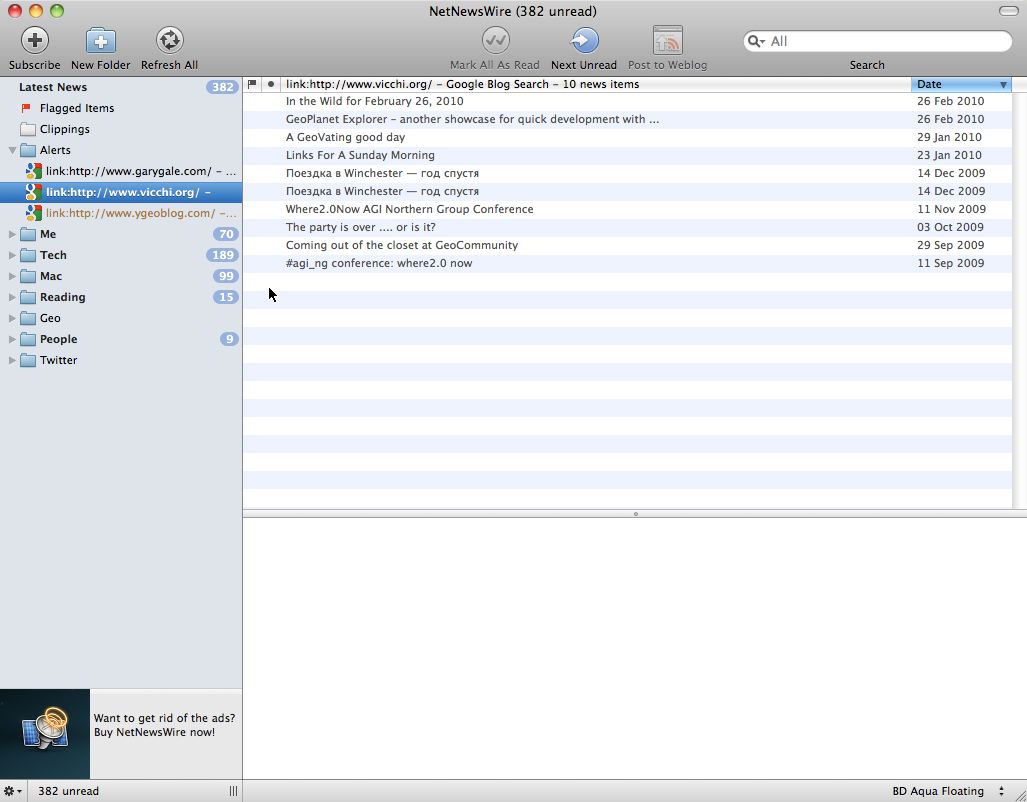 NetNewsWire (382 unread)
Subscribe New Folder Refresh All Mark All As Read Next Unread Post to Weblog
All
Search
Latest News 382
Flagged Items
Clippings
Alerts
link:http://www.garygale.com/ – ...
link:http://www.vicchi.org/ –
link:http://www.ygeoblog.com/ –...
Me 70
Tech 189
Mac 99
Reading 15
Geo
People 9
Twitter
link:http://www.vicchi.org/ – Google Blog Search – 10 news items Date
In the Wild for February 26, 2010 26 Feb 2010
GeoPlanet Explorer – another showcase for quick development with ... 26 Feb 2010
A GeoVating good day 29 Jan 2010
Links For A Sunday Morning 23 Jan 2010
Поездка в Winchester — год спустя 14 Dec 2009
Поездка в Winchester — год спустя 14 Dec 2009
Where2.0Now AGI Northern Group Conference 11 Nov 2009
The party is over .... or is it? 03 Oct 2009
Coming out of the closet at GeoCommunity 29 Sep 2009
#agi_ng conference: where2.0 now 11 Sep 2009
Want to get rid of the ads?
Buy NetNewsWire now!
382 unread
BD Aqua Floating